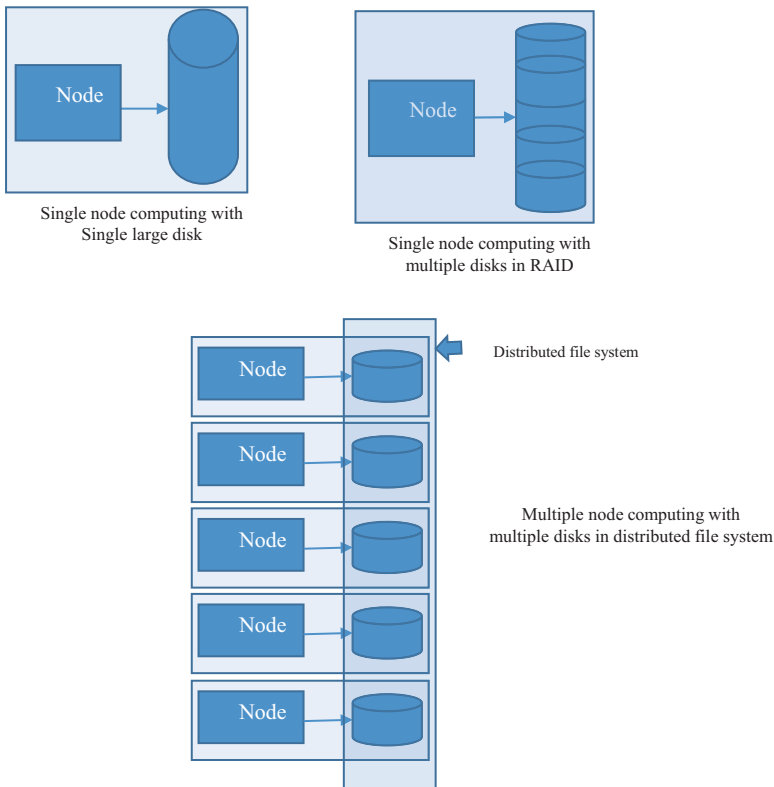 Node
Node
Single node computing with
Single large disk
Single node computing with
multiple disks in RAID
Node
Distributed file system
Node
Node
Multiple node computing with
multiple disks in distributed file system
Node
Node